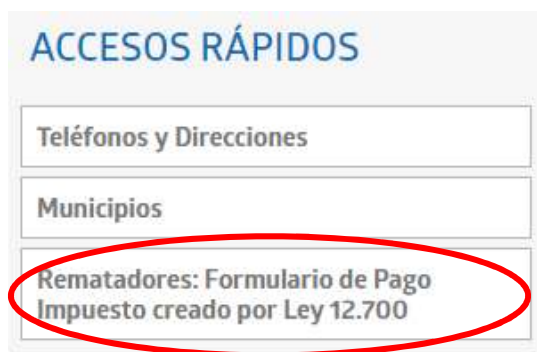 ACCESOS RÁPIDOS
Teléfonos y Direcciones
Municipios
Rematadores: Formulario de Pago
Impuesto creado por Ley 12.700